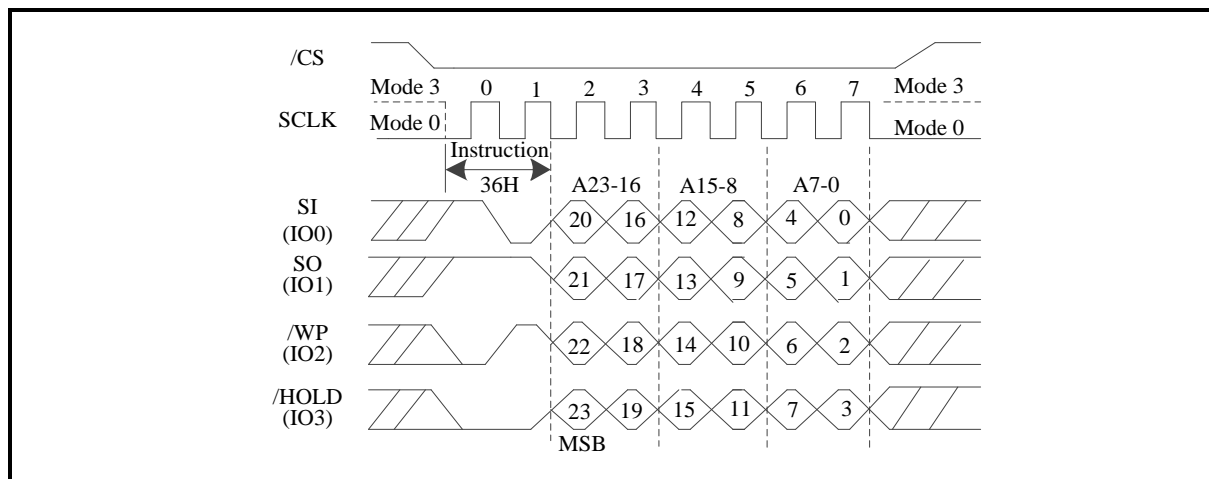 /CS
Mode 3 0 1 2 3 4 5 6 7 Mode 3
SCLK Mode 0 Mode 0
Instruction
36H A23-16 A15-8 A7-0
SI
(IO0) 20 16 12 8 4 0
SO
(IO1) 21 17 13 9 5 1
/WP
(IO2) 22 18 14 10 6 2
/HOLD
(IO3) 23 19 15 11 7 3
MSB